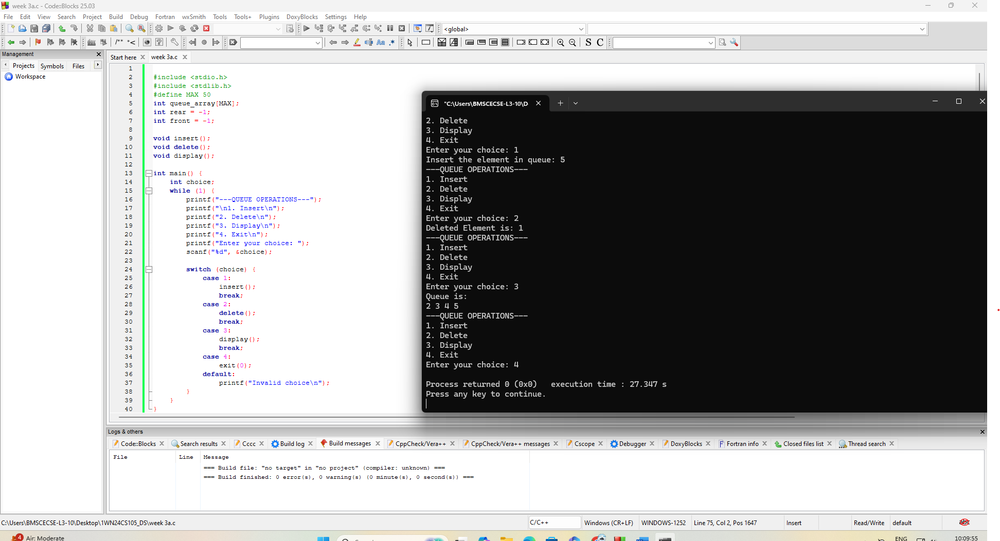 week 3a.c - Code::Blocks 25.03
File Edit View Search Project Build Debug Fortran wxSmith Tools Tools+ Plugins DoxyBlocks Settings Help
<global>
/** *<
Aa .* S C
Management
Projects Symbols Files
Workspace
Start here week 3a.c
1
2 #include <stdio.h>
3 #include <stdlib.h>
4 #define MAX 50
5 int queue_array[MAX];
6 int rear = -1;
7 int front = -1;
8
9 void insert();
10 void delete();
11 void display();
12
13 int main() {
14 int choice;
15 while (1) {
16 printf("---QUEUE OPERATIONS---");
17 printf("\n1. Insert\n");
18 printf("2. Delete\n");
19 printf("3. Display\n");
20 printf("4. Exit\n");
21 printf("Enter your choice: ");
22 scanf("%d", &choice);
23
24 switch (choice) {
25 case 1:
26 insert();
27 break;
28 case 2:
29 delete();
30 break;
31 case 3:
32 display();
33 break;
34 case 4:
35 exit(0);
36 default:
37 printf("Invalid choice\n");
38 }
39 }
40 }
"C:\Users\BMSCECSE-L3-10\D
2. Delete
3. Display
4. Exit
Enter your choice: 1
Insert the element in queue: 5
---QUEUE OPERATIONS---
1. Insert
2. Delete
3. Display
4. Exit
Enter your choice: 2
Deleted Element is: 1
---QUEUE OPERATIONS---
1. Insert
2. Delete
3. Display
4. Exit
Enter your choice: 3
Queue is:
2 3 4 5
---QUEUE OPERATIONS---
1. Insert
2. Delete
3. Display
4. Exit
Enter your choice: 4
Process returned 0 (0x0) execution time : 27.347 s
Press any key to continue.
Logs & others
Code::Blocks Search results Cccc Build log Build messages CppCheck/Vera++ CppCheck/Vera++ messages Cscope Debugger DoxyBlocks Fortran info Closed files list Thread search
File Line Message
=== Build file: "no target" in "no project" (compiler: unknown) ===
=== Build finished: 0 error(s), 0 warning(s) (0 minute(s), 0 second(s)) ===
C:\Users\BMSCECSE-L3-10\Desktop\1WN24CS105_DS\week 3a.c C/C++ Windows (CR+LF) WINDOWS-1252 Line 75, Col 2, Pos 1647 Insert Read/Write default abc
4 Air: Moderate ENG 10:09:55